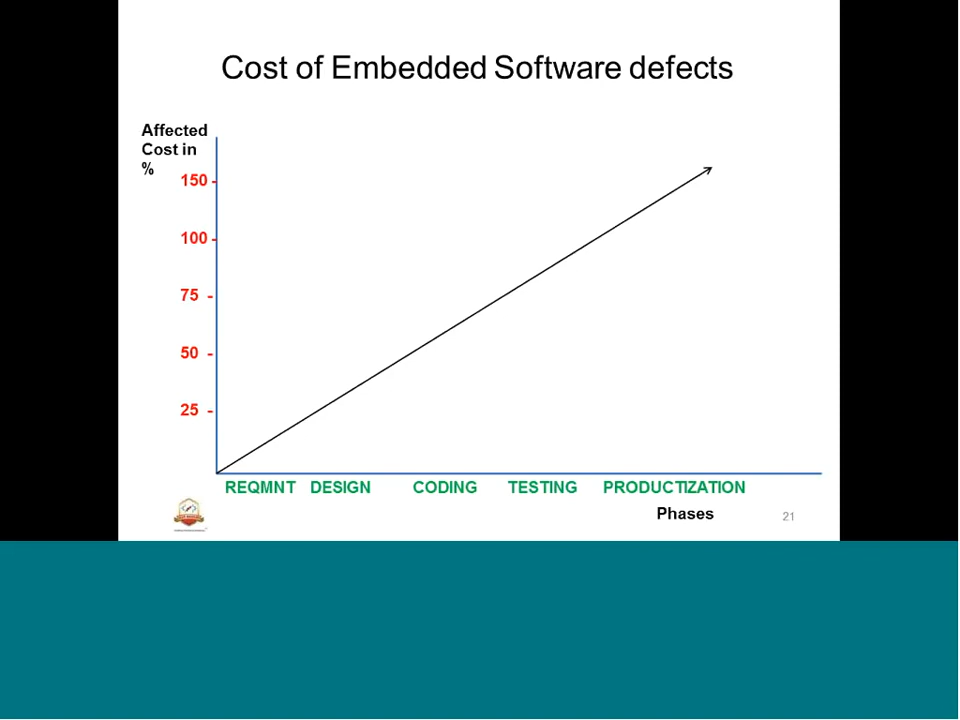 Cost of Embedded Software defects
Affected
Cost in
%
150 -
100 -
75 -
50 -
25 -
REQMNT DESIGN CODING TESTING PRODUCTIZATION
Phases
21